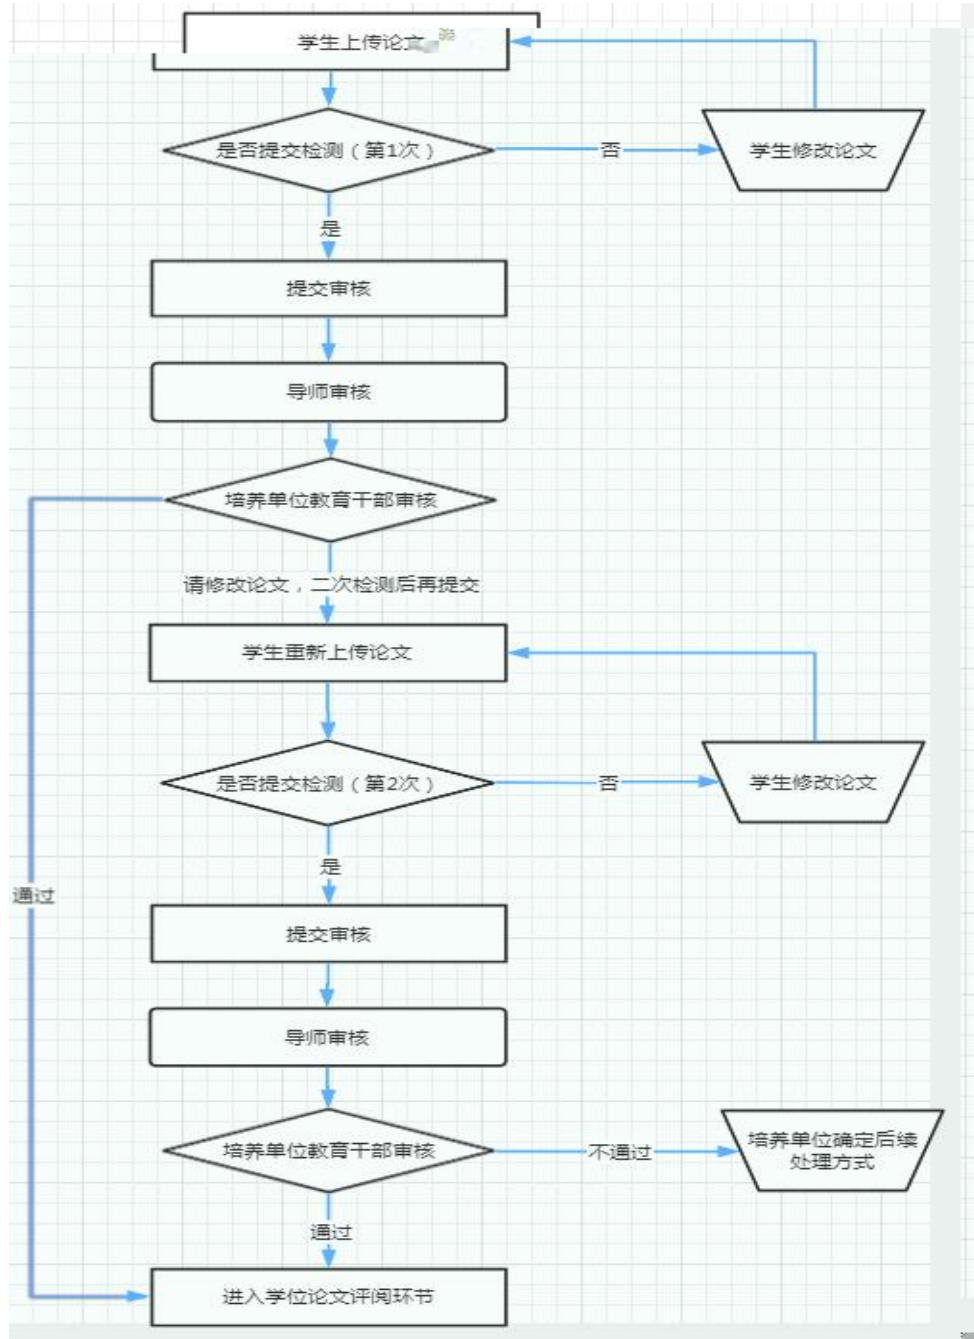 学生上传论文
是否提交检测（第1次）
否
学生修改论文
是
提交审核
导师审核
培养单位教育干部审核
请修改论文，二次检测后再提交
学生重新上传论文
是否提交检测（第2次）
否
学生修改论文
是
通过
提交审核
导师审核
培养单位教育干部审核
不通过
培养单位确定后续
处理方式
通过
进入学位论文评阅环节